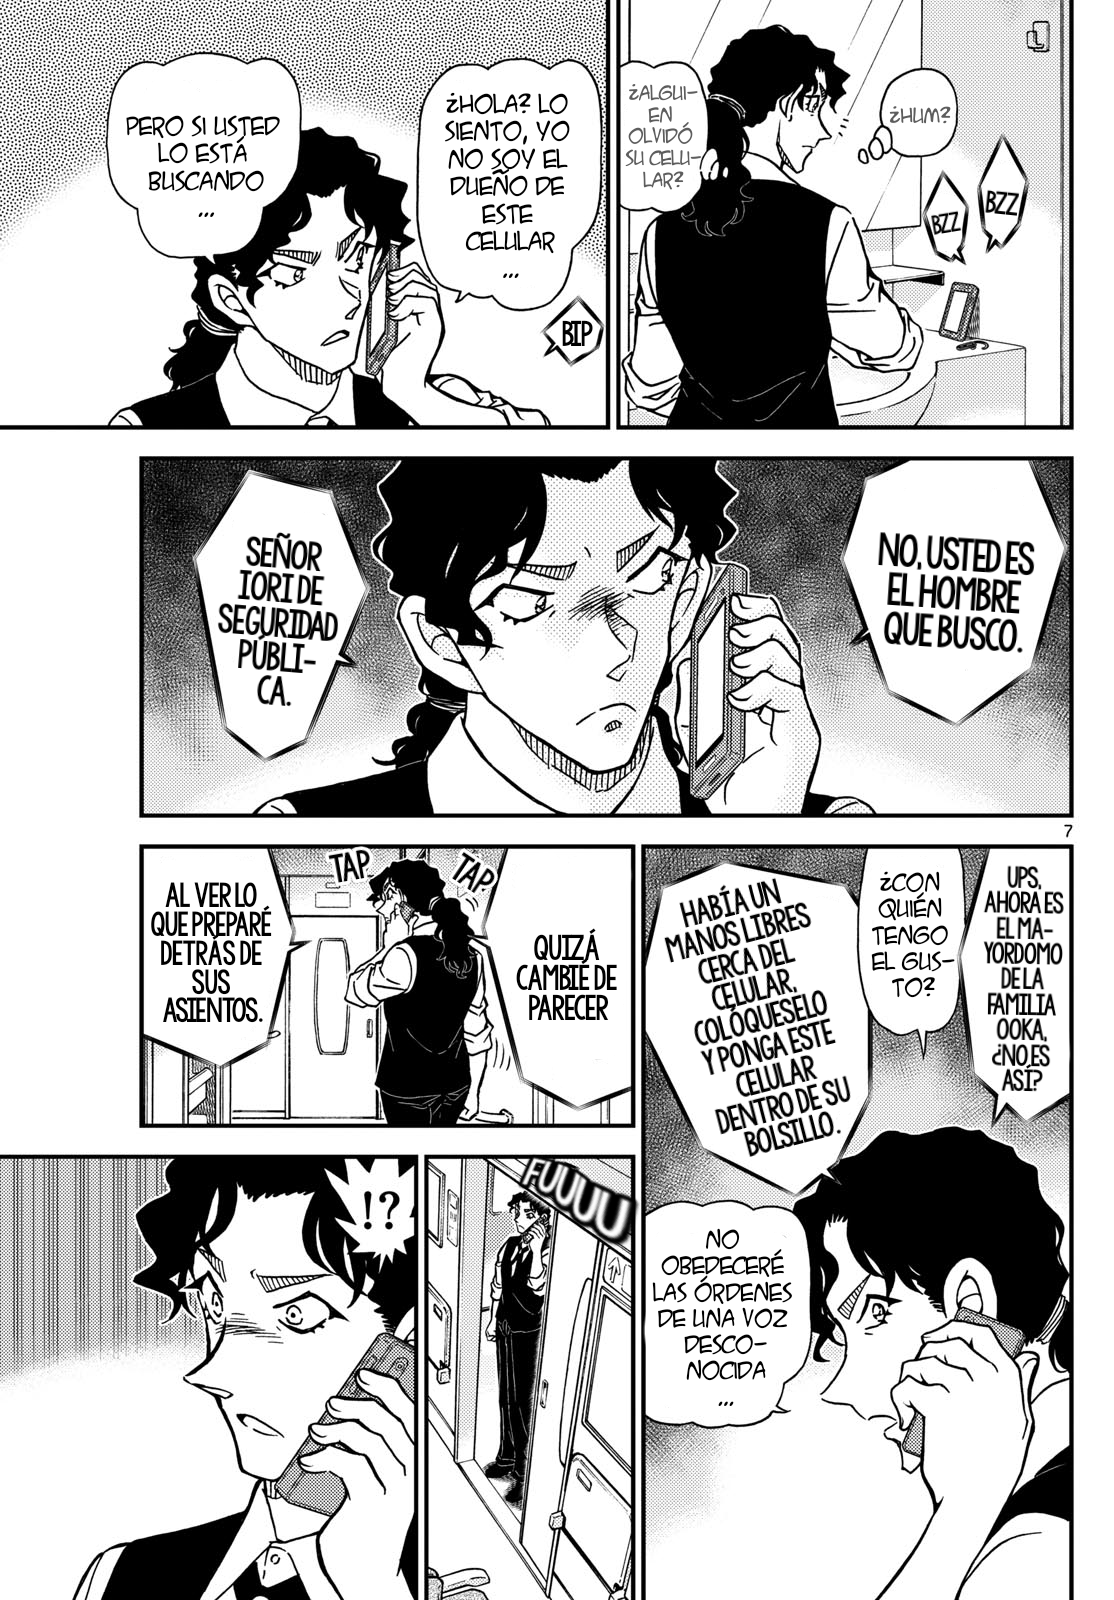 ¿HUM?
¿ALGUI-
EN
OLVIDÓ
SU CELU-
LAR?
BZZ
BZZ
¿HOLA? LO
SIENTO, YO
NO SOY EL
DUEÑO DE
ESTE
CELULAR
...
BIP
PERO SI USTED
LO ESTÁ
BUSCANDO
...
NO, USTED ES
EL HOMBRE
QUE BUSCO.
SEÑOR
IORI DE
SEGURIDAD
PÚBLI-
CA.
7
UPS,
AHORA ES
EL MA-
YORDOMO
DE LA
FAMILIA
OOKA,
¿NO ES
ASÍ?
¿CON
QUIÉN
TENGO
EL GUS-
TO?
HABÍA UN
MANOS LIBRES
CERCA DEL
CELULAR,
COLÓQUESELO
Y PONGA ESTE
CELULAR
DENTRO DE SU
BOLSILLO.
NO
OBEDECERÉ
LAS ÓRDENES
DE UNA VOZ
DESCO-
NOCIDA
...
QUIZÁ
CAMBIÉ DE
PARECER
TAP
TAP
AL VER LO
QUE PREPARÉ
DETRÁS DE
SUS
ASIENTOS.
FUUUU
!?